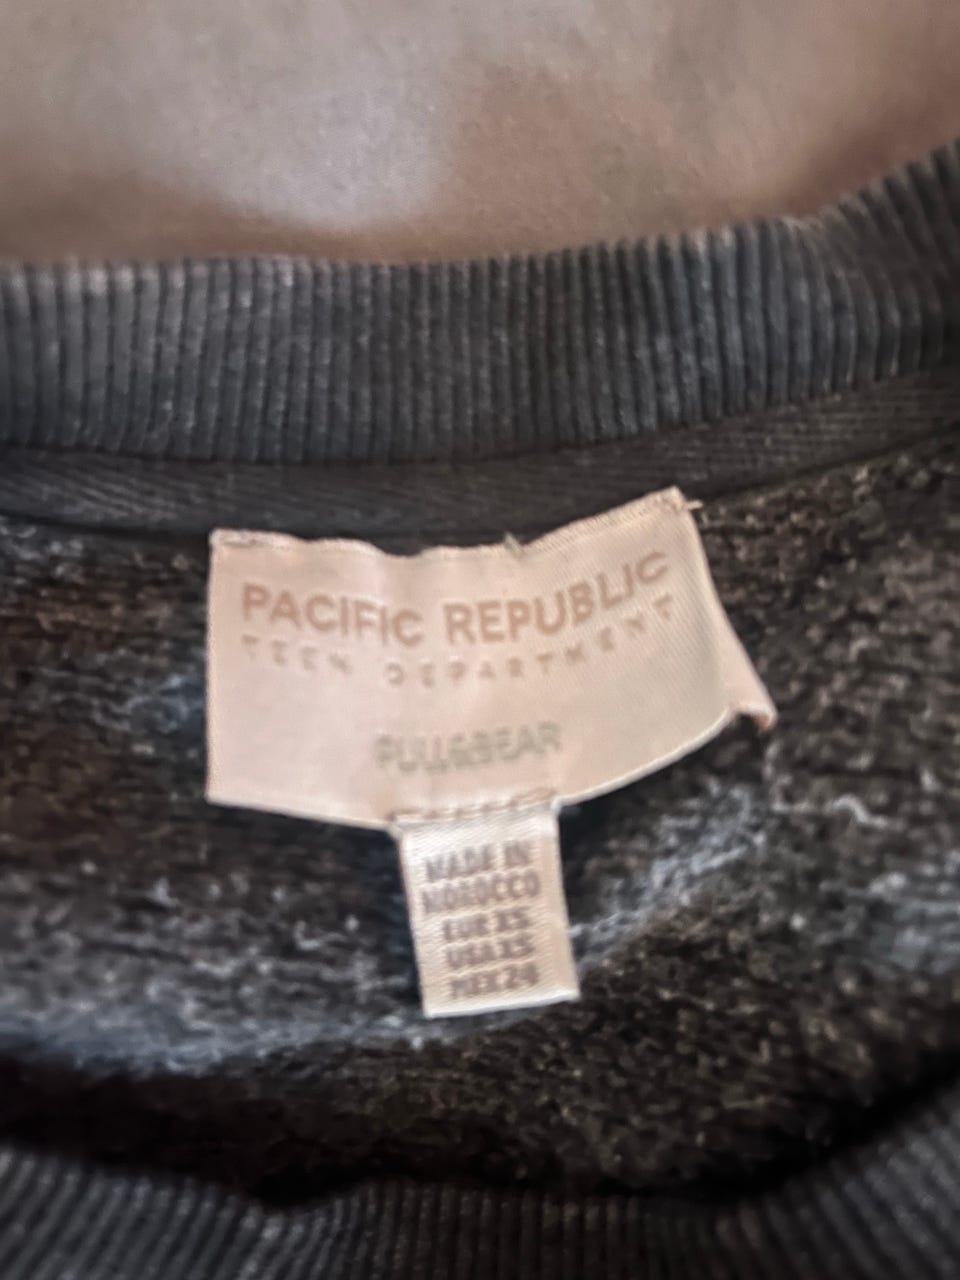 PACIFIC REPUBLIC
TEEN DEPARTMENT
PULL&BEAR
MADE IN
MOROCCO
EUR XS
USA XS
MEX 24